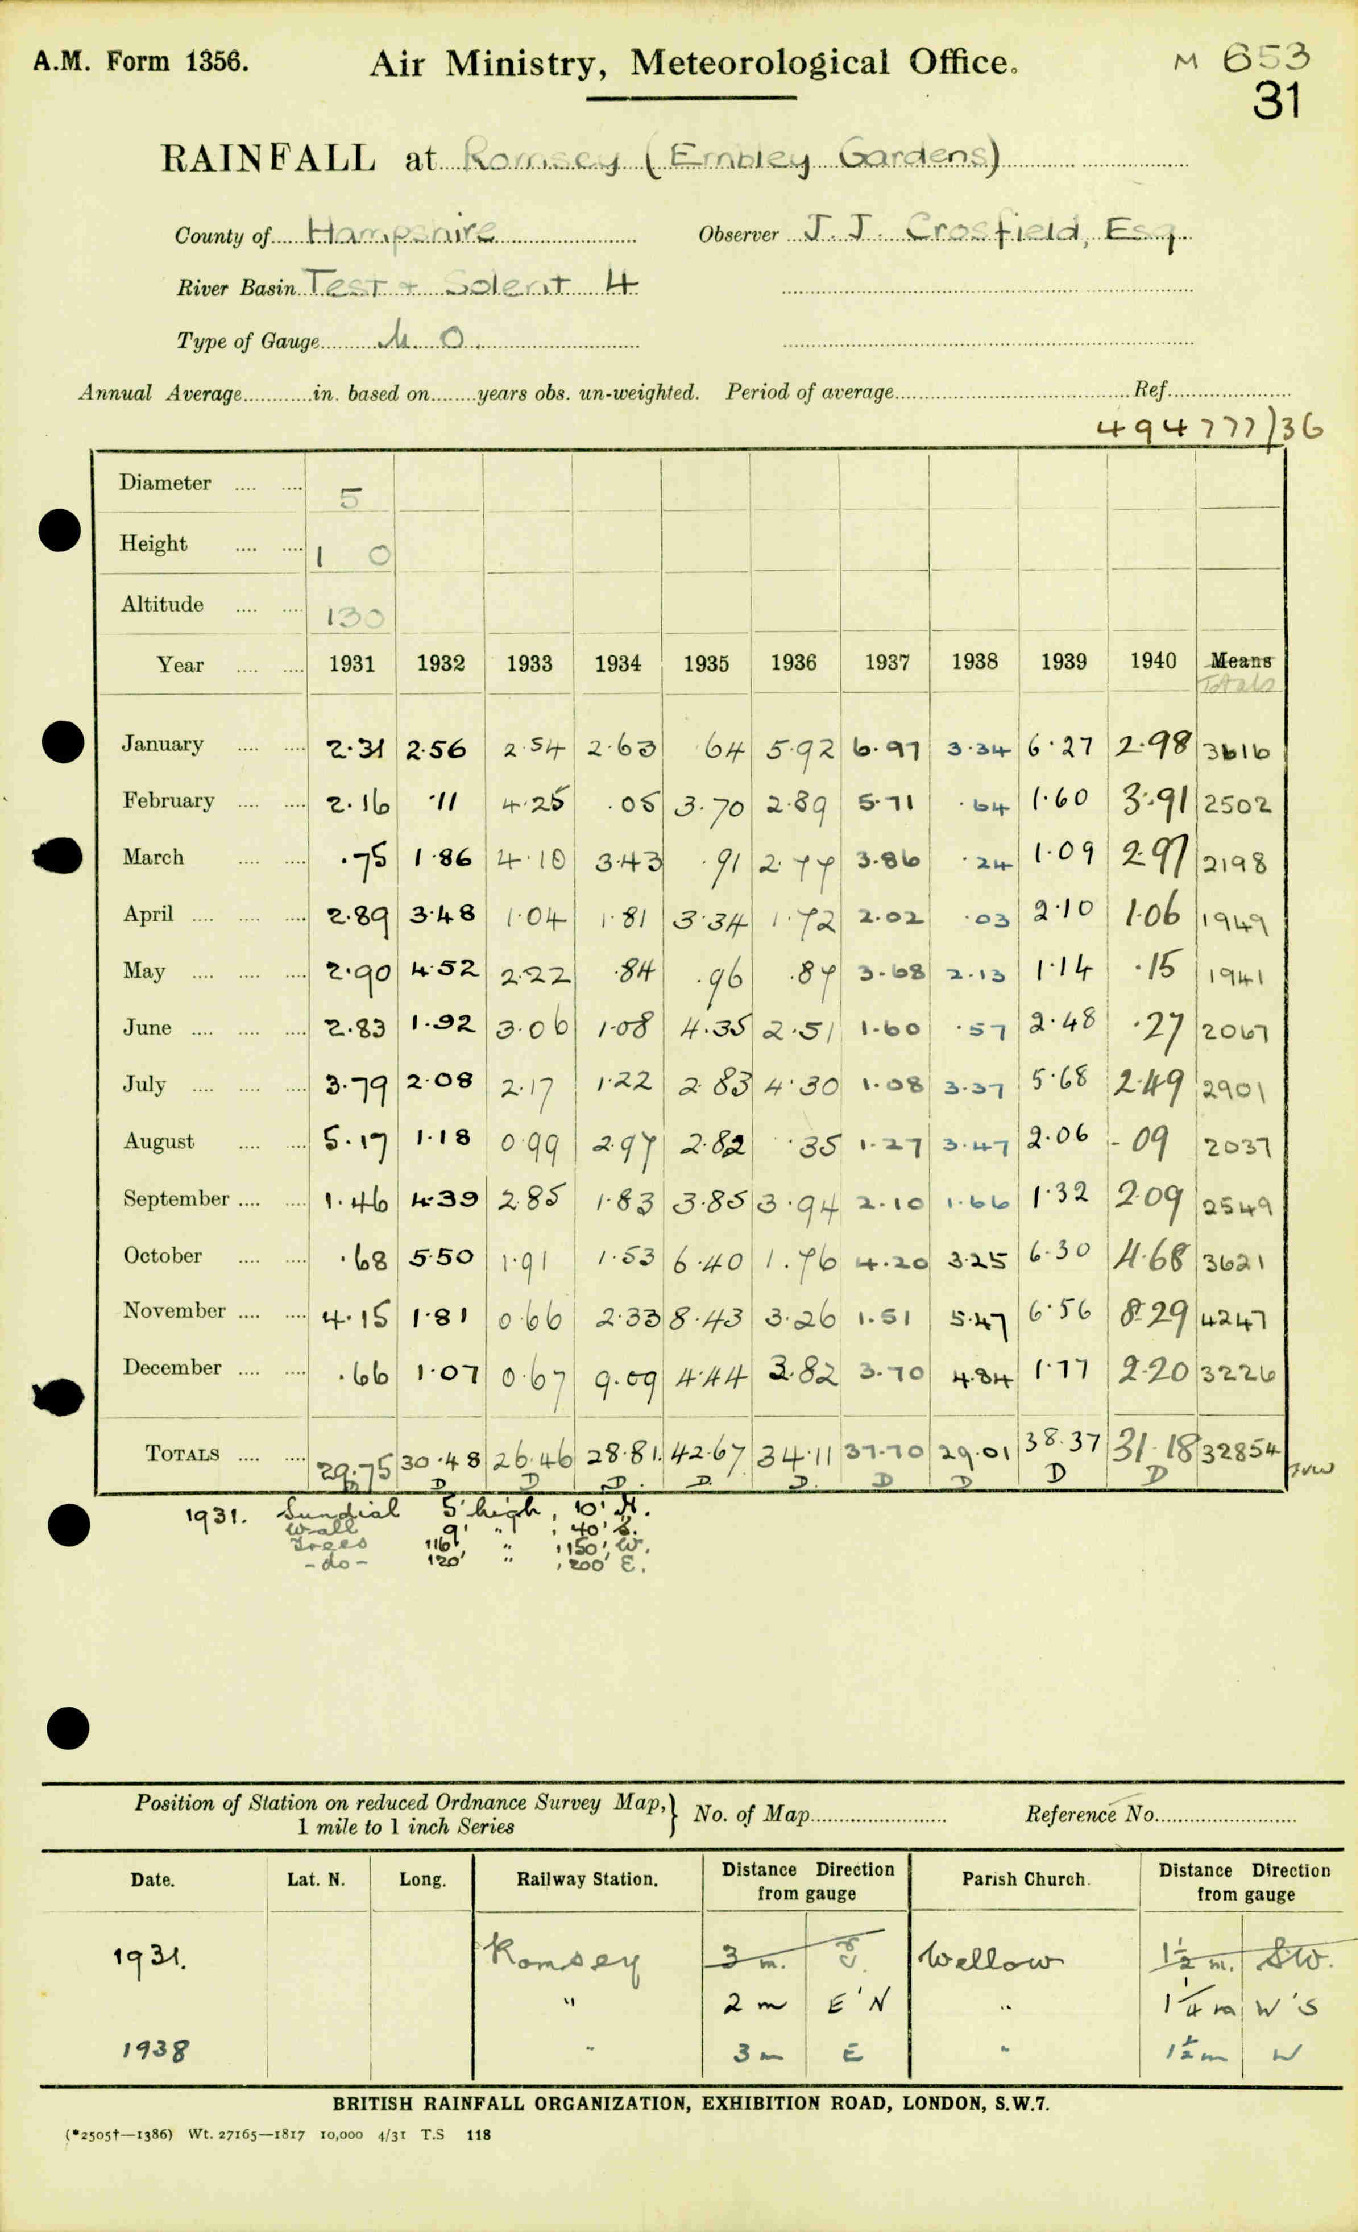 A.M. Form 1356. Air Ministry, Meteorological Office. M 653
31
RAINFALL at Romsey (Embley Gardens)
County of Hampshire Observer J. J. Crosfield, Esq
River Basin Test + Solent 4
Type of Gauge M O.
Annual Average............in. based on........years obs. un-weighted. Period of average............Ref............
494777/36
Diameter .... .... 5
Height .... .... 1 0
Altitude .... .... 130
Year .... .... 1931 1932 1933 1934 1935 1936 1937 1938 1939 1940 Means
Totals
January .... .... 2.31 2.56 2.54 2.63 .64 5.92 6.97 3.34 6.27 2.98 3616
February .... .... 2.16 .11 4.25 .05 3.70 2.89 5.71 .64 1.60 3.91 2502
March .... .... .75 1.86 4.10 3.43 .91 2.77 3.86 .24 1.09 2.97 2198
April .... .... .... 2.89 3.48 1.04 1.81 3.34 1.72 2.02 .03 2.10 1.06 1949
May .... .... .... 2.90 4.52 2.22 .84 .96 .87 3.68 2.13 1.14 .15 1941
June .... .... .... 2.83 1.92 3.06 1.08 4.35 2.51 1.60 .57 2.48 .27 2067
July .... .... .... 3.79 2.08 2.17 1.22 2.83 4.30 1.08 3.37 5.68 2.49 2901
August .... .... 5.17 1.18 0.99 2.97 2.82 .35 1.27 3.47 2.06 .09 2037
September .... .... 1.46 4.39 2.85 1.83 3.85 3.94 2.10 1.66 1.32 2.09 2549
October .... .... .68 5.50 1.91 1.53 6.40 1.76 4.20 3.25 6.30 4.68 3621
November .... .... 4.15 1.81 0.66 2.33 8.43 3.26 1.51 5.47 6.56 8.29 4247
December .... .... .66 1.07 0.67 9.09 4.44 3.82 3.70 4.84 1.77 2.20 3226
TOTALS .... .... 29.75 30.48 26.46 28.81 42.67 34.11 37.70 29.01 38.37 31.18 32854
D D D D D D D D D
1931. Sundial 5' high, 10' N.
Wall 9' " , 40' S.
Trees 116' " , 150' W.
-do- 120' " , 200' E.
Position of Station on reduced Ordnance Survey Map, } No. of Map............ Reference No............
1 mile to 1 inch Series
Date. Lat. N. Long. Railway Station. Distance Direction from gauge Parish Church. Distance Direction from gauge
1931. Romsey 3 m. E. Wellow 1½ m. SW.
" 2 m E'N " 1¼ m W'S
1938 " 3 m E " 1½ m W
BRITISH RAINFALL ORGANIZATION, EXHIBITION ROAD, LONDON, S.W.7.
(*2505†—1386) Wt. 27165—1817 10,000 4/31 T.S 118